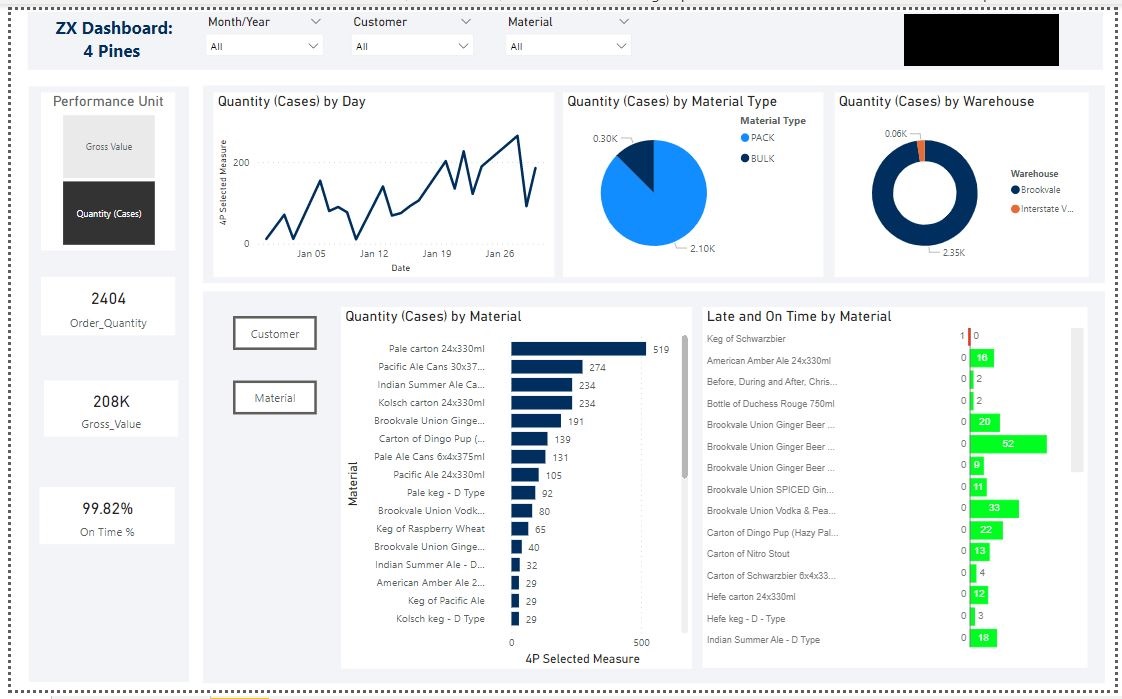 ZX Dashboard:
4 Pines
Month/Year
All
Customer
All
Material
All
Performance Unit
Gross Value
Quantity (Cases)
2404
Order_Quantity
208K
Gross_Value
99.82%
On Time %
Quantity (Cases) by Day
4P Selected Measure
200
0
Jan 05 Jan 12 Jan 19 Jan 26
Date
Quantity (Cases) by Material Type
0.30K
2.10K
Material Type
PACK
BULK
Quantity (Cases) by Warehouse
0.06K
2.35K
Warehouse
Brookvale
Interstate V...
Customer
Material
Quantity (Cases) by Material
Material
Pale carton 24x330ml 519
Pacific Ale Cans 30x37... 274
Indian Summer Ale Ca... 234
Kolsch carton 24x330ml 234
Brookvale Union Ginge... 191
Carton of Dingo Pup (... 139
Pale Ale Cans 6x4x375ml 131
Pacific Ale 24x330ml 105
Pale keg - D Type 92
Brookvale Union Vodk... 80
Keg of Raspberry Wheat 65
Brookvale Union Ginge... 40
Indian Summer Ale - D... 32
American Amber Ale 2... 29
Keg of Pacific Ale 29
Kolsch keg - D Type 29
0 500
4P Selected Measure
Late and On Time by Material
Keg of Schwarzbier 1 0
American Amber Ale 24x330ml 0 16
Before, During and After, Chris... 0 2
Bottle of Duchess Rouge 750ml 0 2
Brookvale Union Ginger Beer ... 0 20
Brookvale Union Ginger Beer ... 0 52
Brookvale Union Ginger Beer ... 0 9
Brookvale Union SPICED Gin... 0 11
Brookvale Union Vodka & Pea... 0 33
Carton of Dingo Pup (Hazy Pal... 0 22
Carton of Nitro Stout 0 13
Carton of Schwarzbier 6x4x33... 0 4
Hefe carton 24x330ml 0 12
Hefe keg - D - Type 0 3
Indian Summer Ale - D Type 0 18